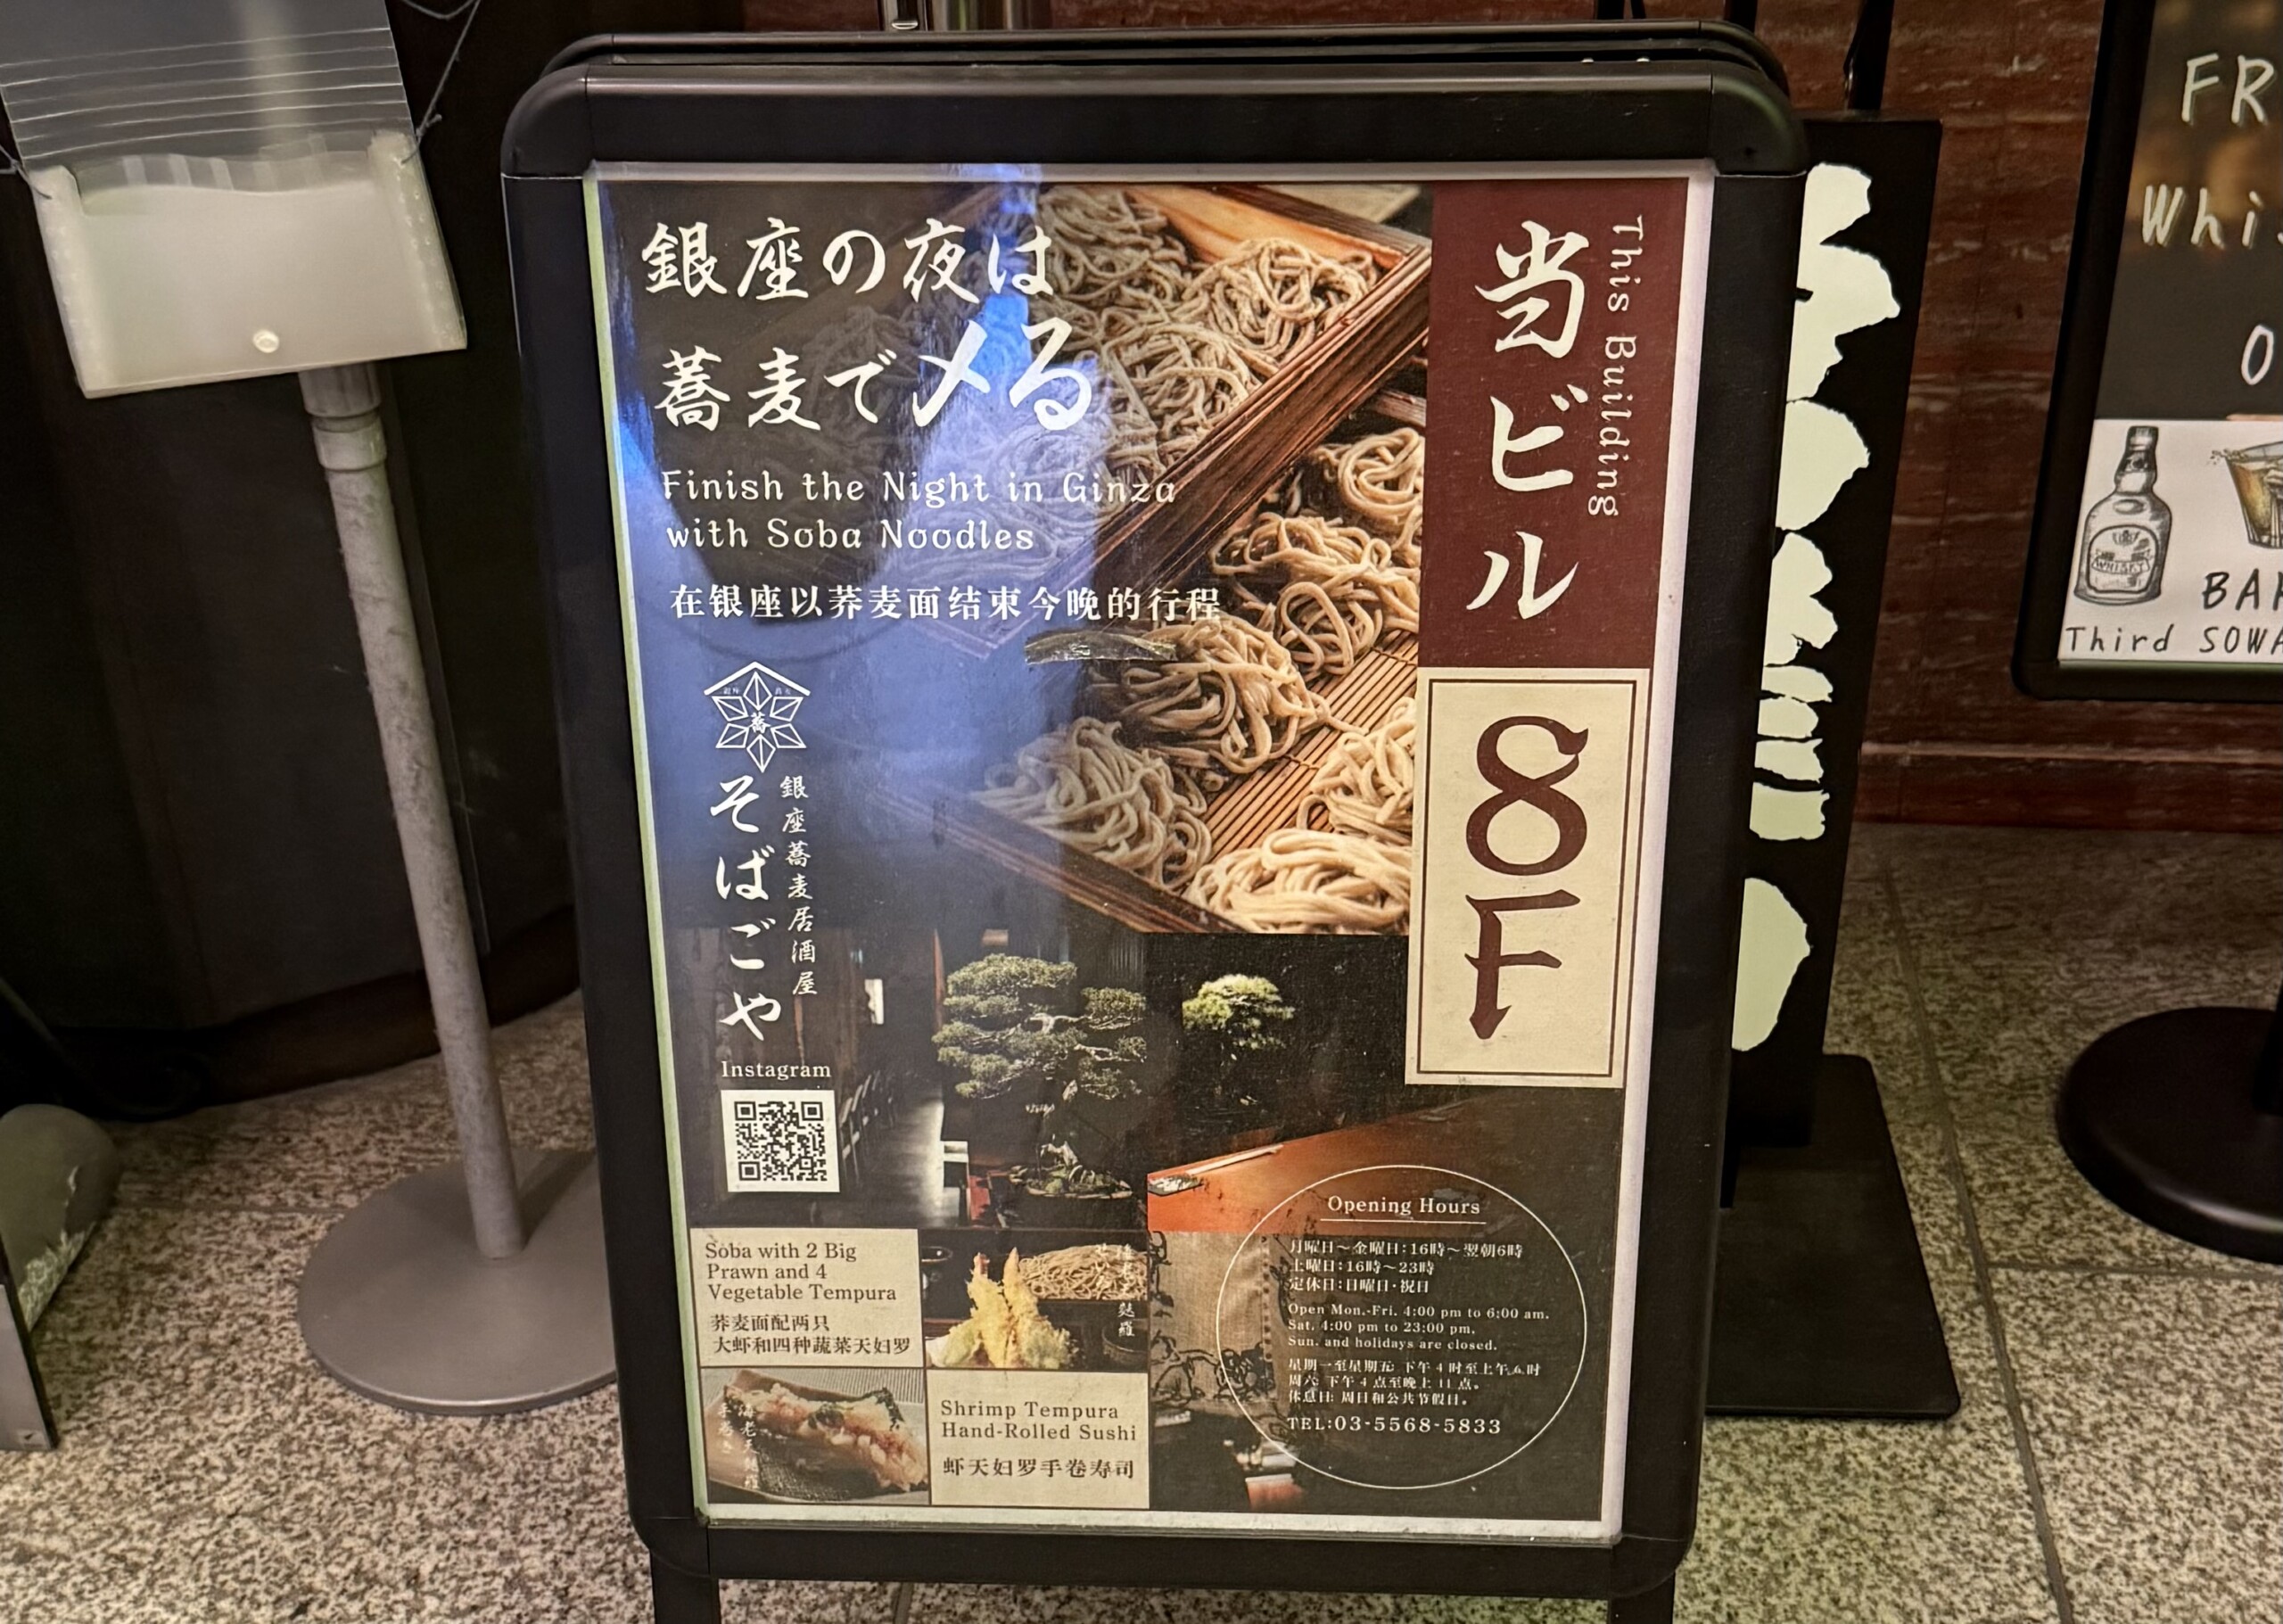 銀座の夜は
蕎麦で〆る
Finish the Night in Ginza
with Soba Noodles
在银座以荞麦面结束今晚的行程
当ビル
This Building
8F
蕎
そばごや
銀座蕎麦居酒屋
Instagram
Soba with 2 Big
Prawn and 4
Vegetable Tempura
荞麦面配两只
大虾和四种蔬菜天妇罗
Shrimp Tempura
Hand-Rolled Sushi
虾天妇罗手卷寿司
Opening Hours
月曜日～金曜日:16時～翌朝6時
土曜日:16時～23時
定休日:日曜日・祝日
Open Mon.-Fri. 4:00 pm to 6:00 am.
Sat. 4:00 pm to 23:00 pm.
Sun. and holidays are closed.
星期一至星期五 下午 4 时至上午 6 时
周六 下午 4 点至晚上 11 点。
休息日: 周日和公共节假日。
TEL:03-5568-5833
FR
Whi
O
WHISKY
BAR
Third SOWA